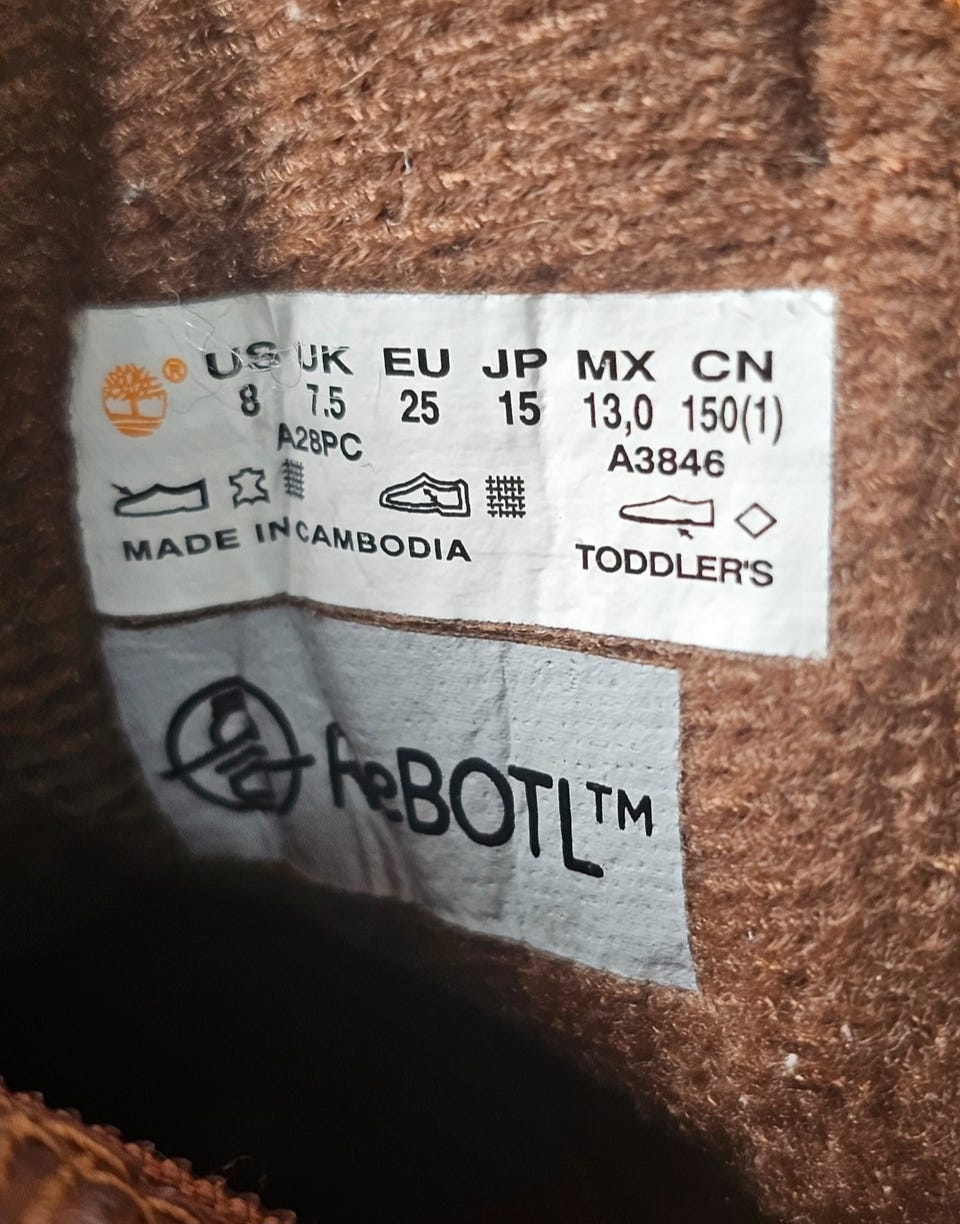 ® US UK EU JP MX CN
8 7.5 25 15 13,0 150(1)
A28PC A3846
MADE IN CAMBODIA TODDLER'S
ReBOTL™